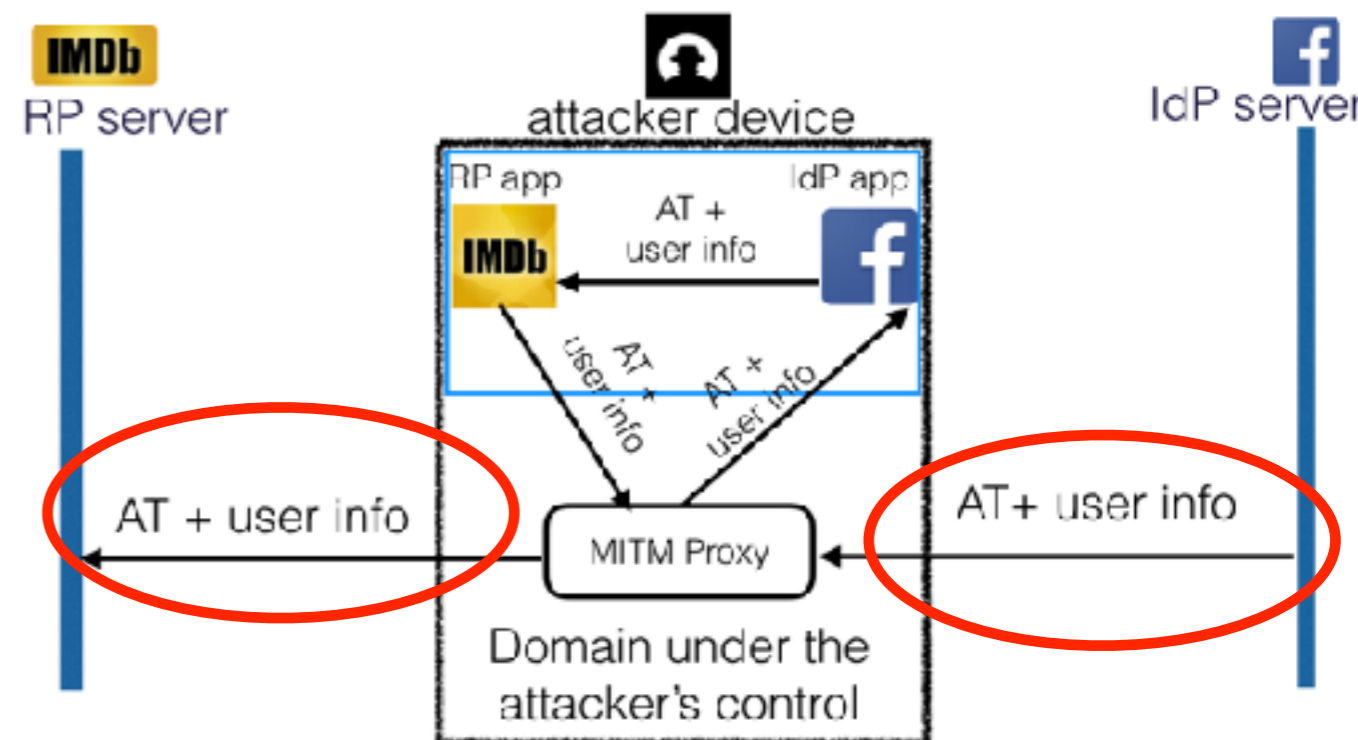 IMDb
RP server
attacker device
f
IdP server
RP app
IdP app
AT +
user info
IMDb
f
AT +
user info
AT +
user info
AT + user info
AT+ user info
MITM Proxy
Domain under the
attacker's control